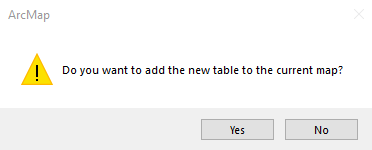 ArcMap
Do you want to add the new table to the current map?
Yes
No